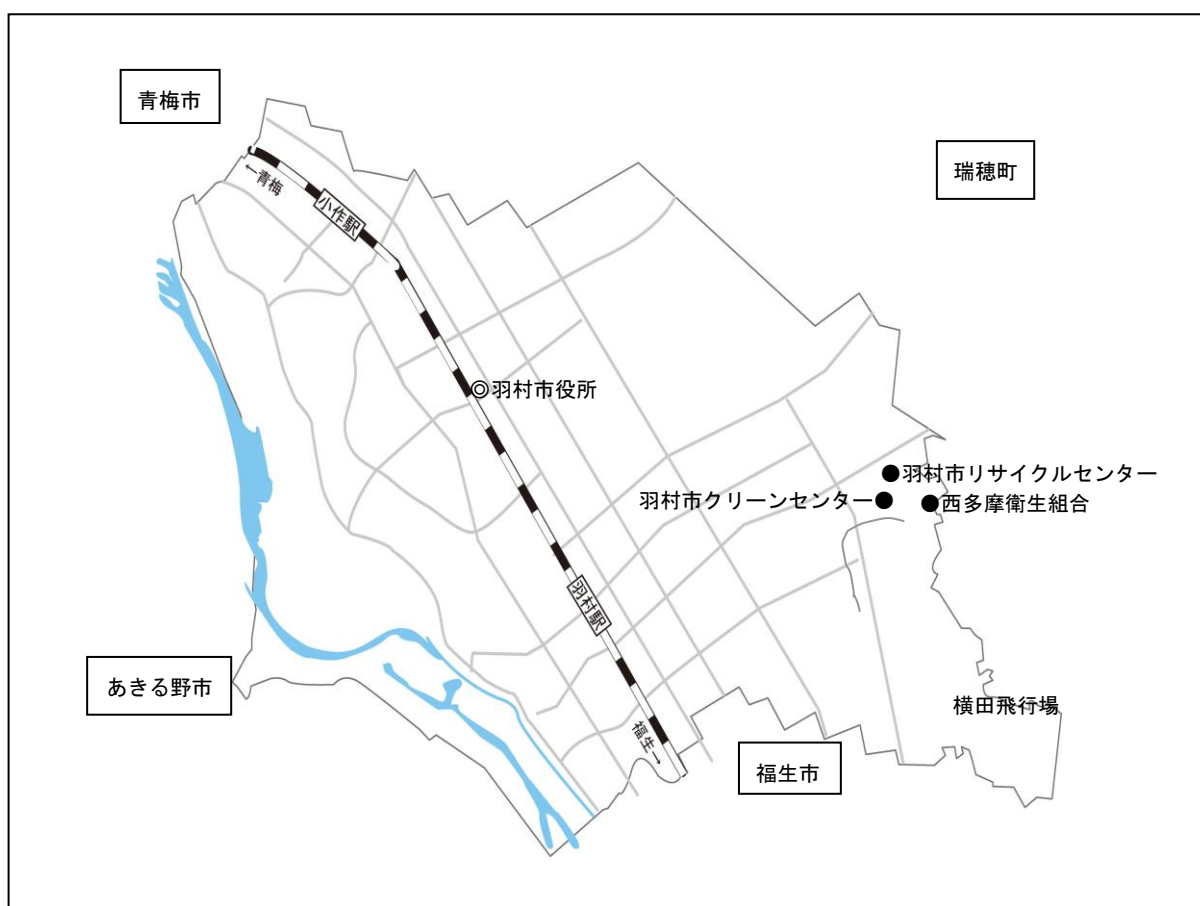 青梅市
瑞穂町
←青梅
小作駅
◎羽村市役所
●羽村市リサイクルセンター
羽村市クリーンセンター●
●西多摩衛生組合
羽村駅
あきる野市
横田飛行場
福生→
福生市